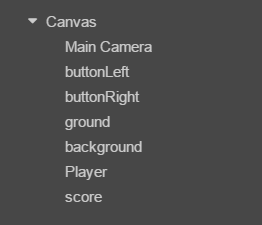 Canvas
Main Camera
buttonLeft
buttonRight
ground
background
Player
score